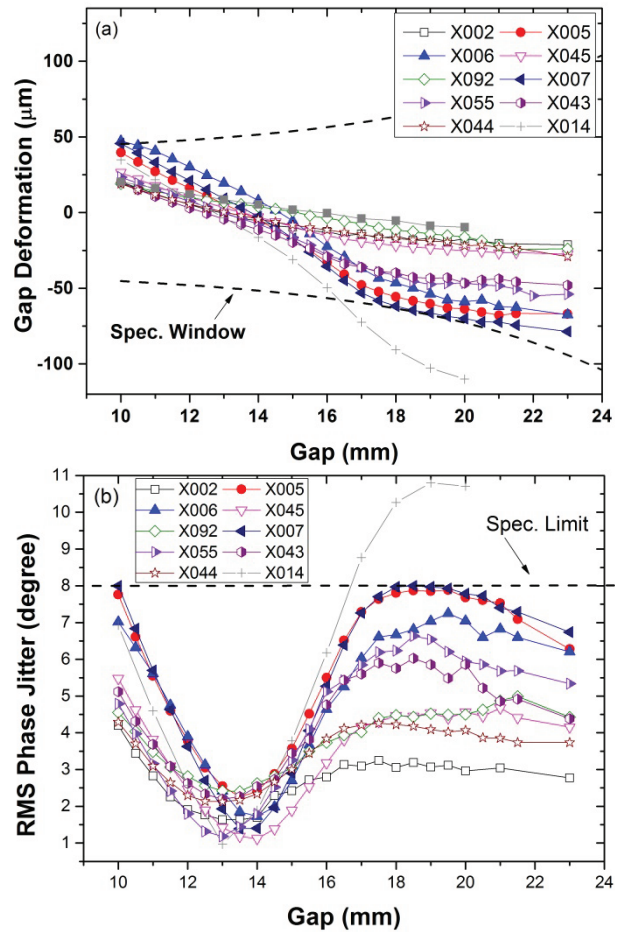 (a)
X002 X005
X006 X045
X092 X007
X055 X043
X044 X014
100
50
0
-50
-100
Gap Deformation (μm)
Spec. Window
10 12 14 16 18 20 22 24
Gap (mm)
(b)
X002 X005
X006 X045
X092 X007
X055 X043
X044 X014
Spec. Limit
11
10
9
8
7
6
5
4
3
2
1
RMS Phase Jitter (degree)
10 12 14 16 18 20 22 24
Gap (mm)